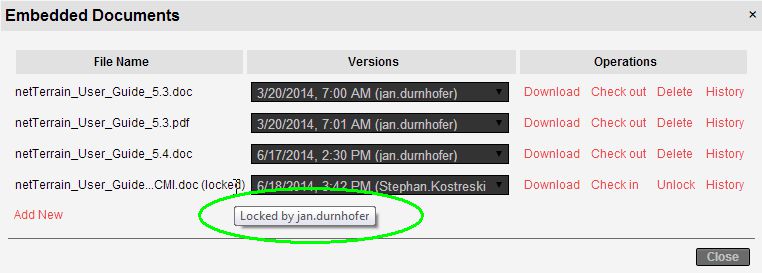 Embedded Documents ×
File Name Versions Operations
netTerrain_User_Guide_5.3.doc 3/20/2014, 7:00 AM (jan.durnhofer) Download Check out Delete History
netTerrain_User_Guide_5.3.pdf 3/20/2014, 7:01 AM (jan.durnhofer) Download Check out Delete History
netTerrain_User_Guide_5.4.doc 6/17/2014, 2:30 PM (jan.durnhofer) Download Check out Delete History
netTerrain_User_Guide...CMI.doc (locked) 6/18/2014, 3:42 PM (Stephan.Kostreski Download Check in Unlock History
Add New Locked by jan.durnhofer
Close